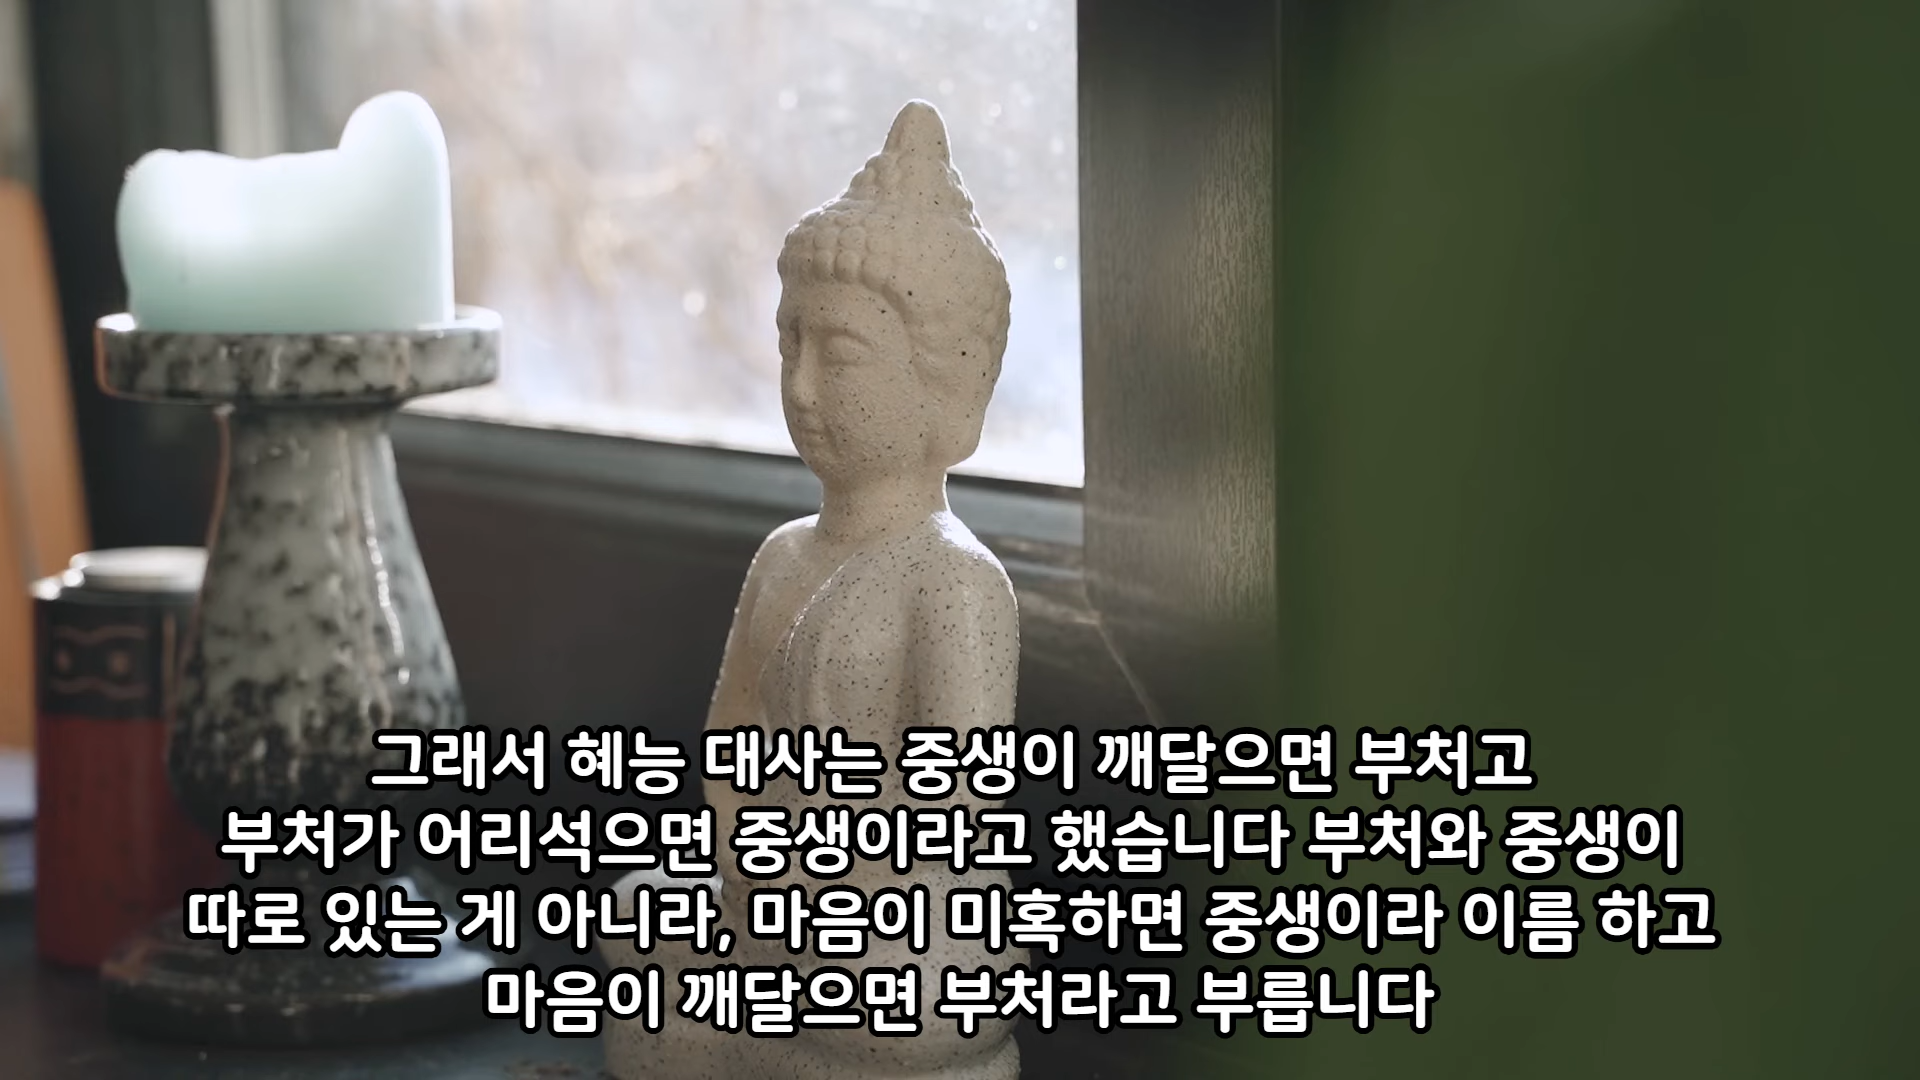 그래서 혜능 대사는 중생이 깨달으면 부처고
부처가 어리석으면 중생이라고 했습니다 부처와 중생이
따로 있는 게 아니라, 마음이 미혹하면 중생이라 이름 하고
마음이 깨달으면 부처라고 부릅니다